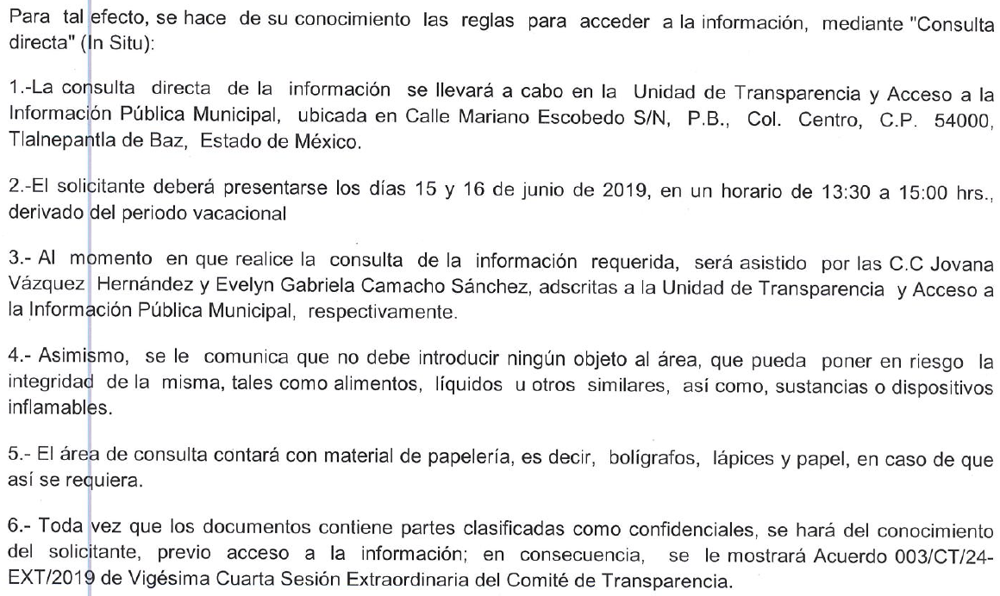 Para tal efecto, se hace de su conocimiento las reglas para acceder a la información, mediante "Consulta
directa" (In Situ):
1.-La consulta directa de la información se llevará a cabo en la Unidad de Transparencia y Acceso a la
Información Pública Municipal, ubicada en Calle Mariano Escobedo S/N, P.B., Col. Centro, C.P. 54000,
Tlalnepantla de Baz, Estado de México.
2.-El solicitante deberá presentarse los días 15 y 16 de junio de 2019, en un horario de 13:30 a 15:00 hrs.,
derivado del periodo vacacional
3.- Al momento en que realice la consulta de la información requerida, será asistido por las C.C Jovana
Vázquez Hernández y Evelyn Gabriela Camacho Sánchez, adscritas a la Unidad de Transparencia y Acceso a
la Información Pública Municipal, respectivamente.
4.- Asimismo, se le comunica que no debe introducir ningún objeto al área, que pueda poner en riesgo la
integridad de la misma, tales como alimentos, líquidos u otros similares, así como, sustancias o dispositivos
inflamables.
5.- El área de consulta contará con material de papelería, es decir, bolígrafos, lápices y papel, en caso de que
así se requiera.
6.- Toda vez que los documentos contiene partes clasificadas como confidenciales, se hará del conocimiento
del solicitante, previo acceso a la información; en consecuencia, se le mostrará Acuerdo 003/CT/24-
EXT/2019 de Vigésima Cuarta Sesión Extraordinaria del Comité de Transparencia.